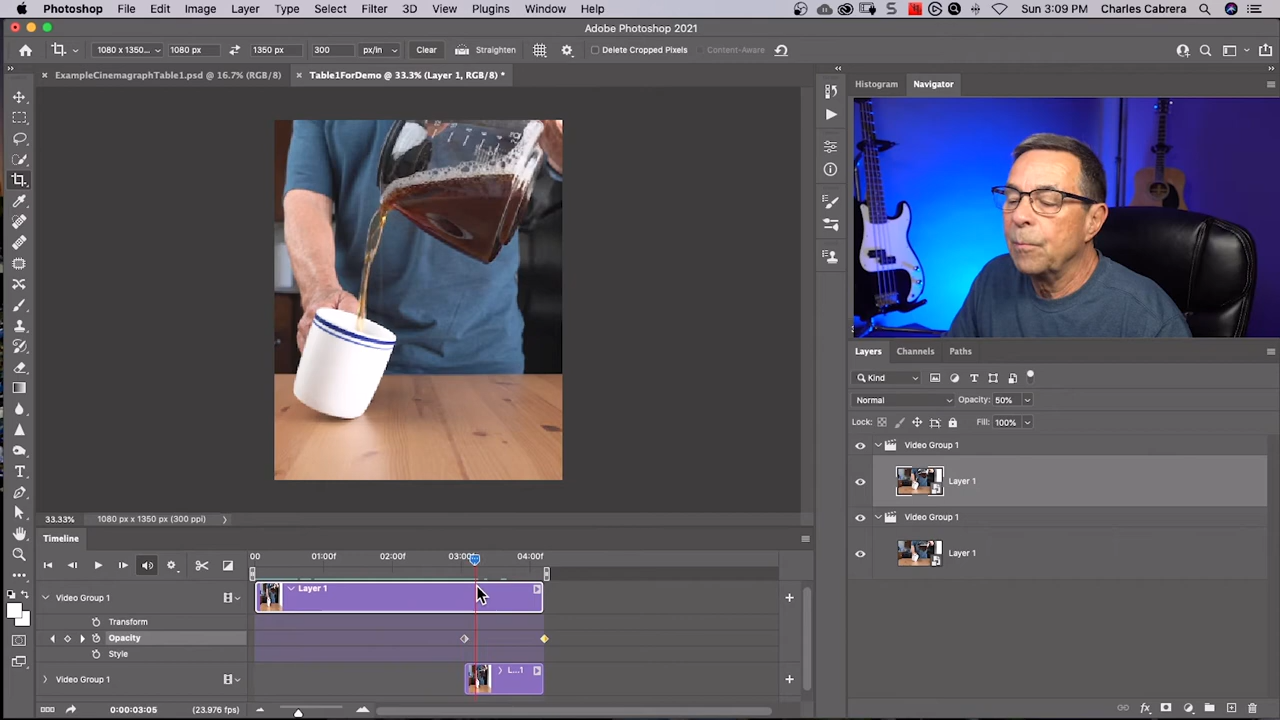 Photoshop File Edit Image Layer Type Select Filter 3D View Plugins Window Help Sun 3:09 PM Charles Cabrera
Adobe Photoshop 2021
1080 x 1350... 1080 px 1350 px 300 px/in Clear Straighten Delete Cropped Pixels Content-Aware
× ExampleCinemagraphTable1.psd @ 16.7% (RGB/8) × Table1ForDemo @ 33.3% (Layer 1, RGB/8) *
Histogram Navigator
Layers Channels Paths
Kind
Normal Opacity: 50%
Lock: Fill: 100%
Video Group 1
Layer 1
Video Group 1
Layer 1
33.33% 1080 px x 1350 px (300 ppi)
Timeline
00 01:00f 02:00f 03:00f 04:00f
Video Group 1 Layer 1
Transform
Opacity
Style
Video Group 1 L...1
0:00:03:05 (23.976 fps)